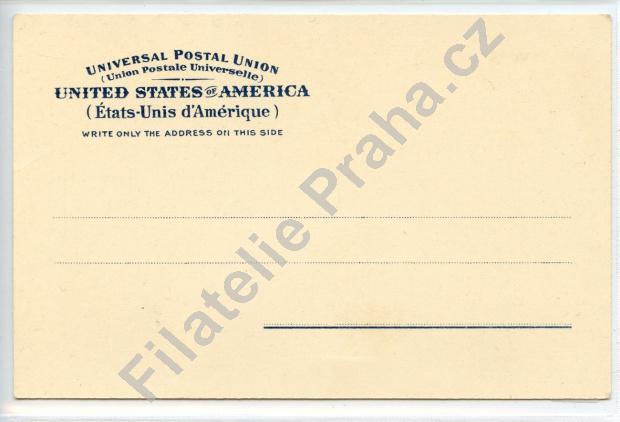 UNIVERSAL POSTAL UNION
(Union Postale Universelle)
UNITED STATES OF AMERICA
(États-Unis d'Amérique)
WRITE ONLY THE ADDRESS ON THIS SIDE
Filatelie Praha.cz